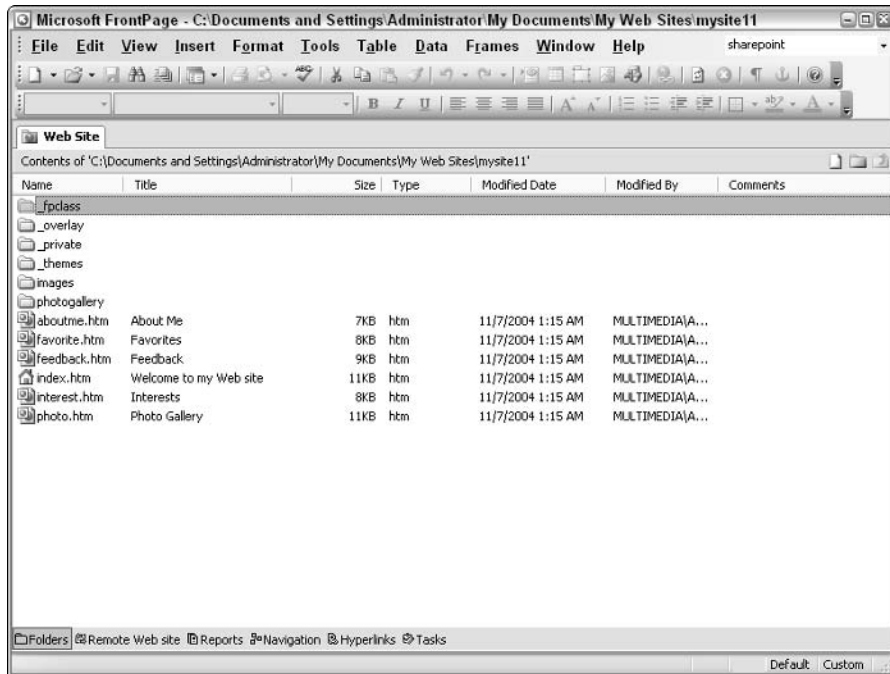 Microsoft FrontPage - C:\Documents and Settings\Administrator\My Documents\My Web Sites\mysite11
File Edit View Insert Format Tools Table Data Frames Window Help sharepoint
ABC B I U A A ab A
Web Site
Contents of 'C:\Documents and Settings\Administrator\My Documents\My Web Sites\mysite11'
Name Title Size Type Modified Date Modified By Comments
_fpclass
_overlay
_private
_themes
images
photogallery
aboutme.htm About Me 7KB htm 11/7/2004 1:15 AM MULTIMEDIA\A...
favorite.htm Favorites 8KB htm 11/7/2004 1:15 AM MULTIMEDIA\A...
feedback.htm Feedback 9KB htm 11/7/2004 1:15 AM MULTIMEDIA\A...
index.htm Welcome to my Web site 11KB htm 11/7/2004 1:15 AM MULTIMEDIA\A...
interest.htm Interests 8KB htm 11/7/2004 1:15 AM MULTIMEDIA\A...
photo.htm Photo Gallery 11KB htm 11/7/2004 1:15 AM MULTIMEDIA\A...
Folders Remote Web site Reports Navigation Hyperlinks Tasks
Default Custom